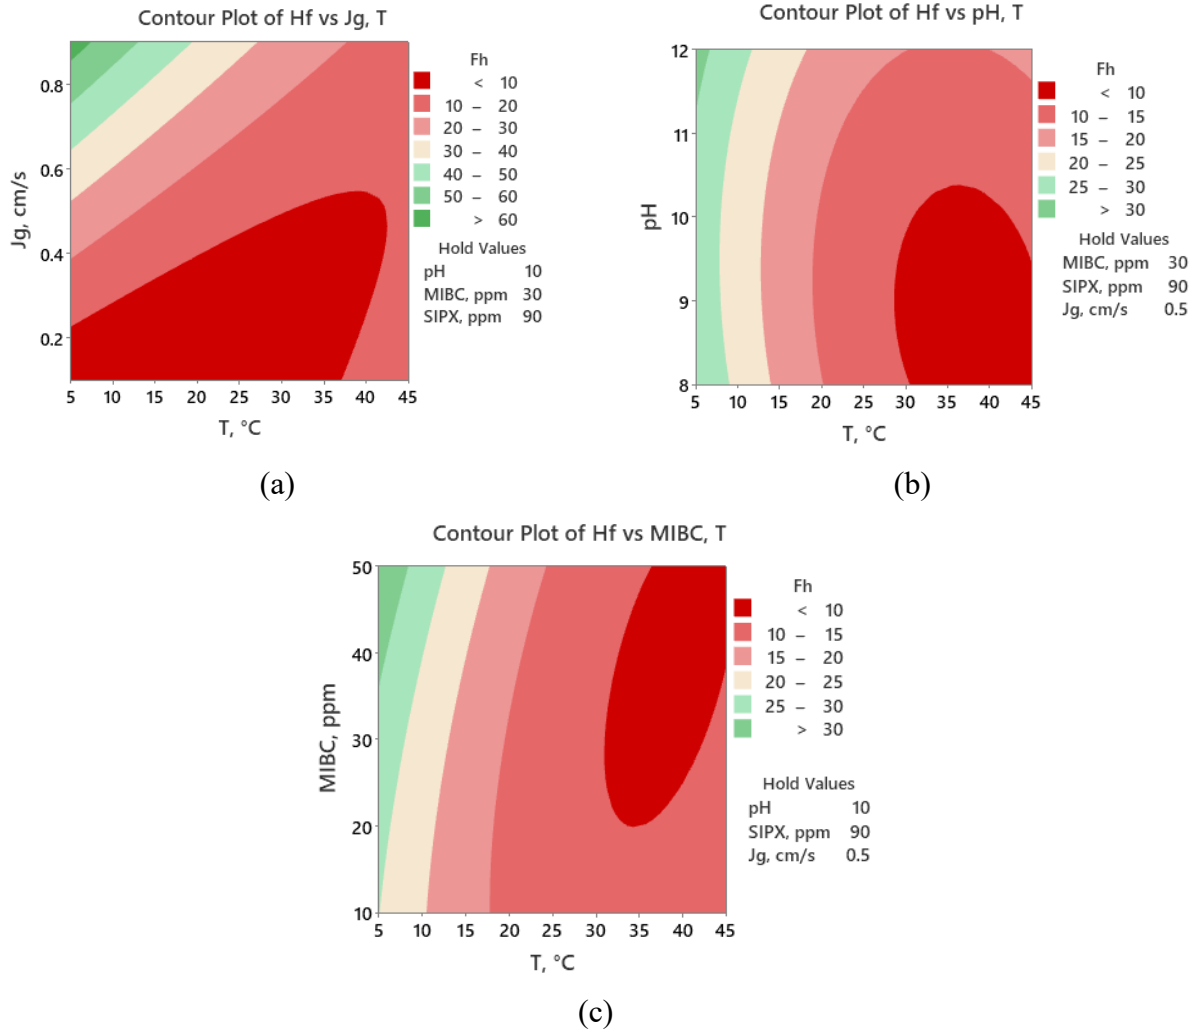 Contour Plot of Hf vs Jg, T
Jg, cm/s
0.8
0.6
0.4
0.2
5 10 15 20 25 30 35 40 45
T, °C
Fh
< 10
10 – 20
20 – 30
30 – 40
40 – 50
50 – 60
> 60
Hold Values
pH 10
MIBC, ppm 30
SIPX, ppm 90
(a)
Contour Plot of Hf vs pH, T
pH
12
11
10
9
8
5 10 15 20 25 30 35 40 45
T, °C
Fh
< 10
10 – 15
15 – 20
20 – 25
25 – 30
> 30
Hold Values
MIBC, ppm 30
SIPX, ppm 90
Jg, cm/s 0.5
(b)
Contour Plot of Hf vs MIBC, T
MIBC, ppm
50
40
30
20
10
5 10 15 20 25 30 35 40 45
T, °C
Fh
< 10
10 – 15
15 – 20
20 – 25
25 – 30
> 30
Hold Values
pH 10
SIPX, ppm 90
Jg, cm/s 0.5
(c)